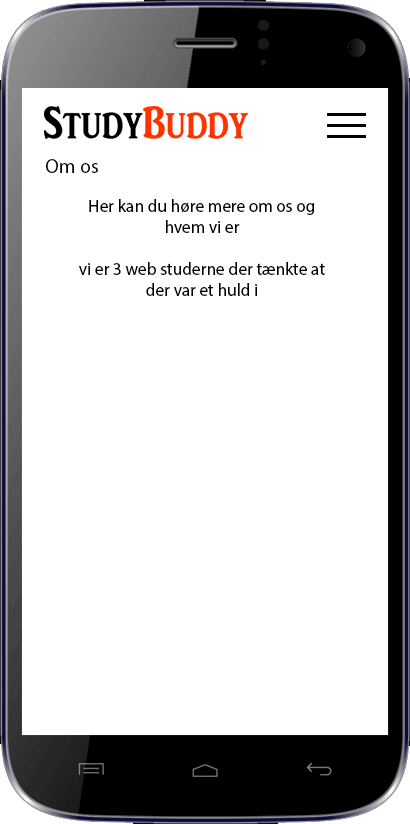 StudyBuddy
Om os
Her kan du høre mere om os og
hvem vi er
vi er 3 web studerne der tænkte at
der var et huld i